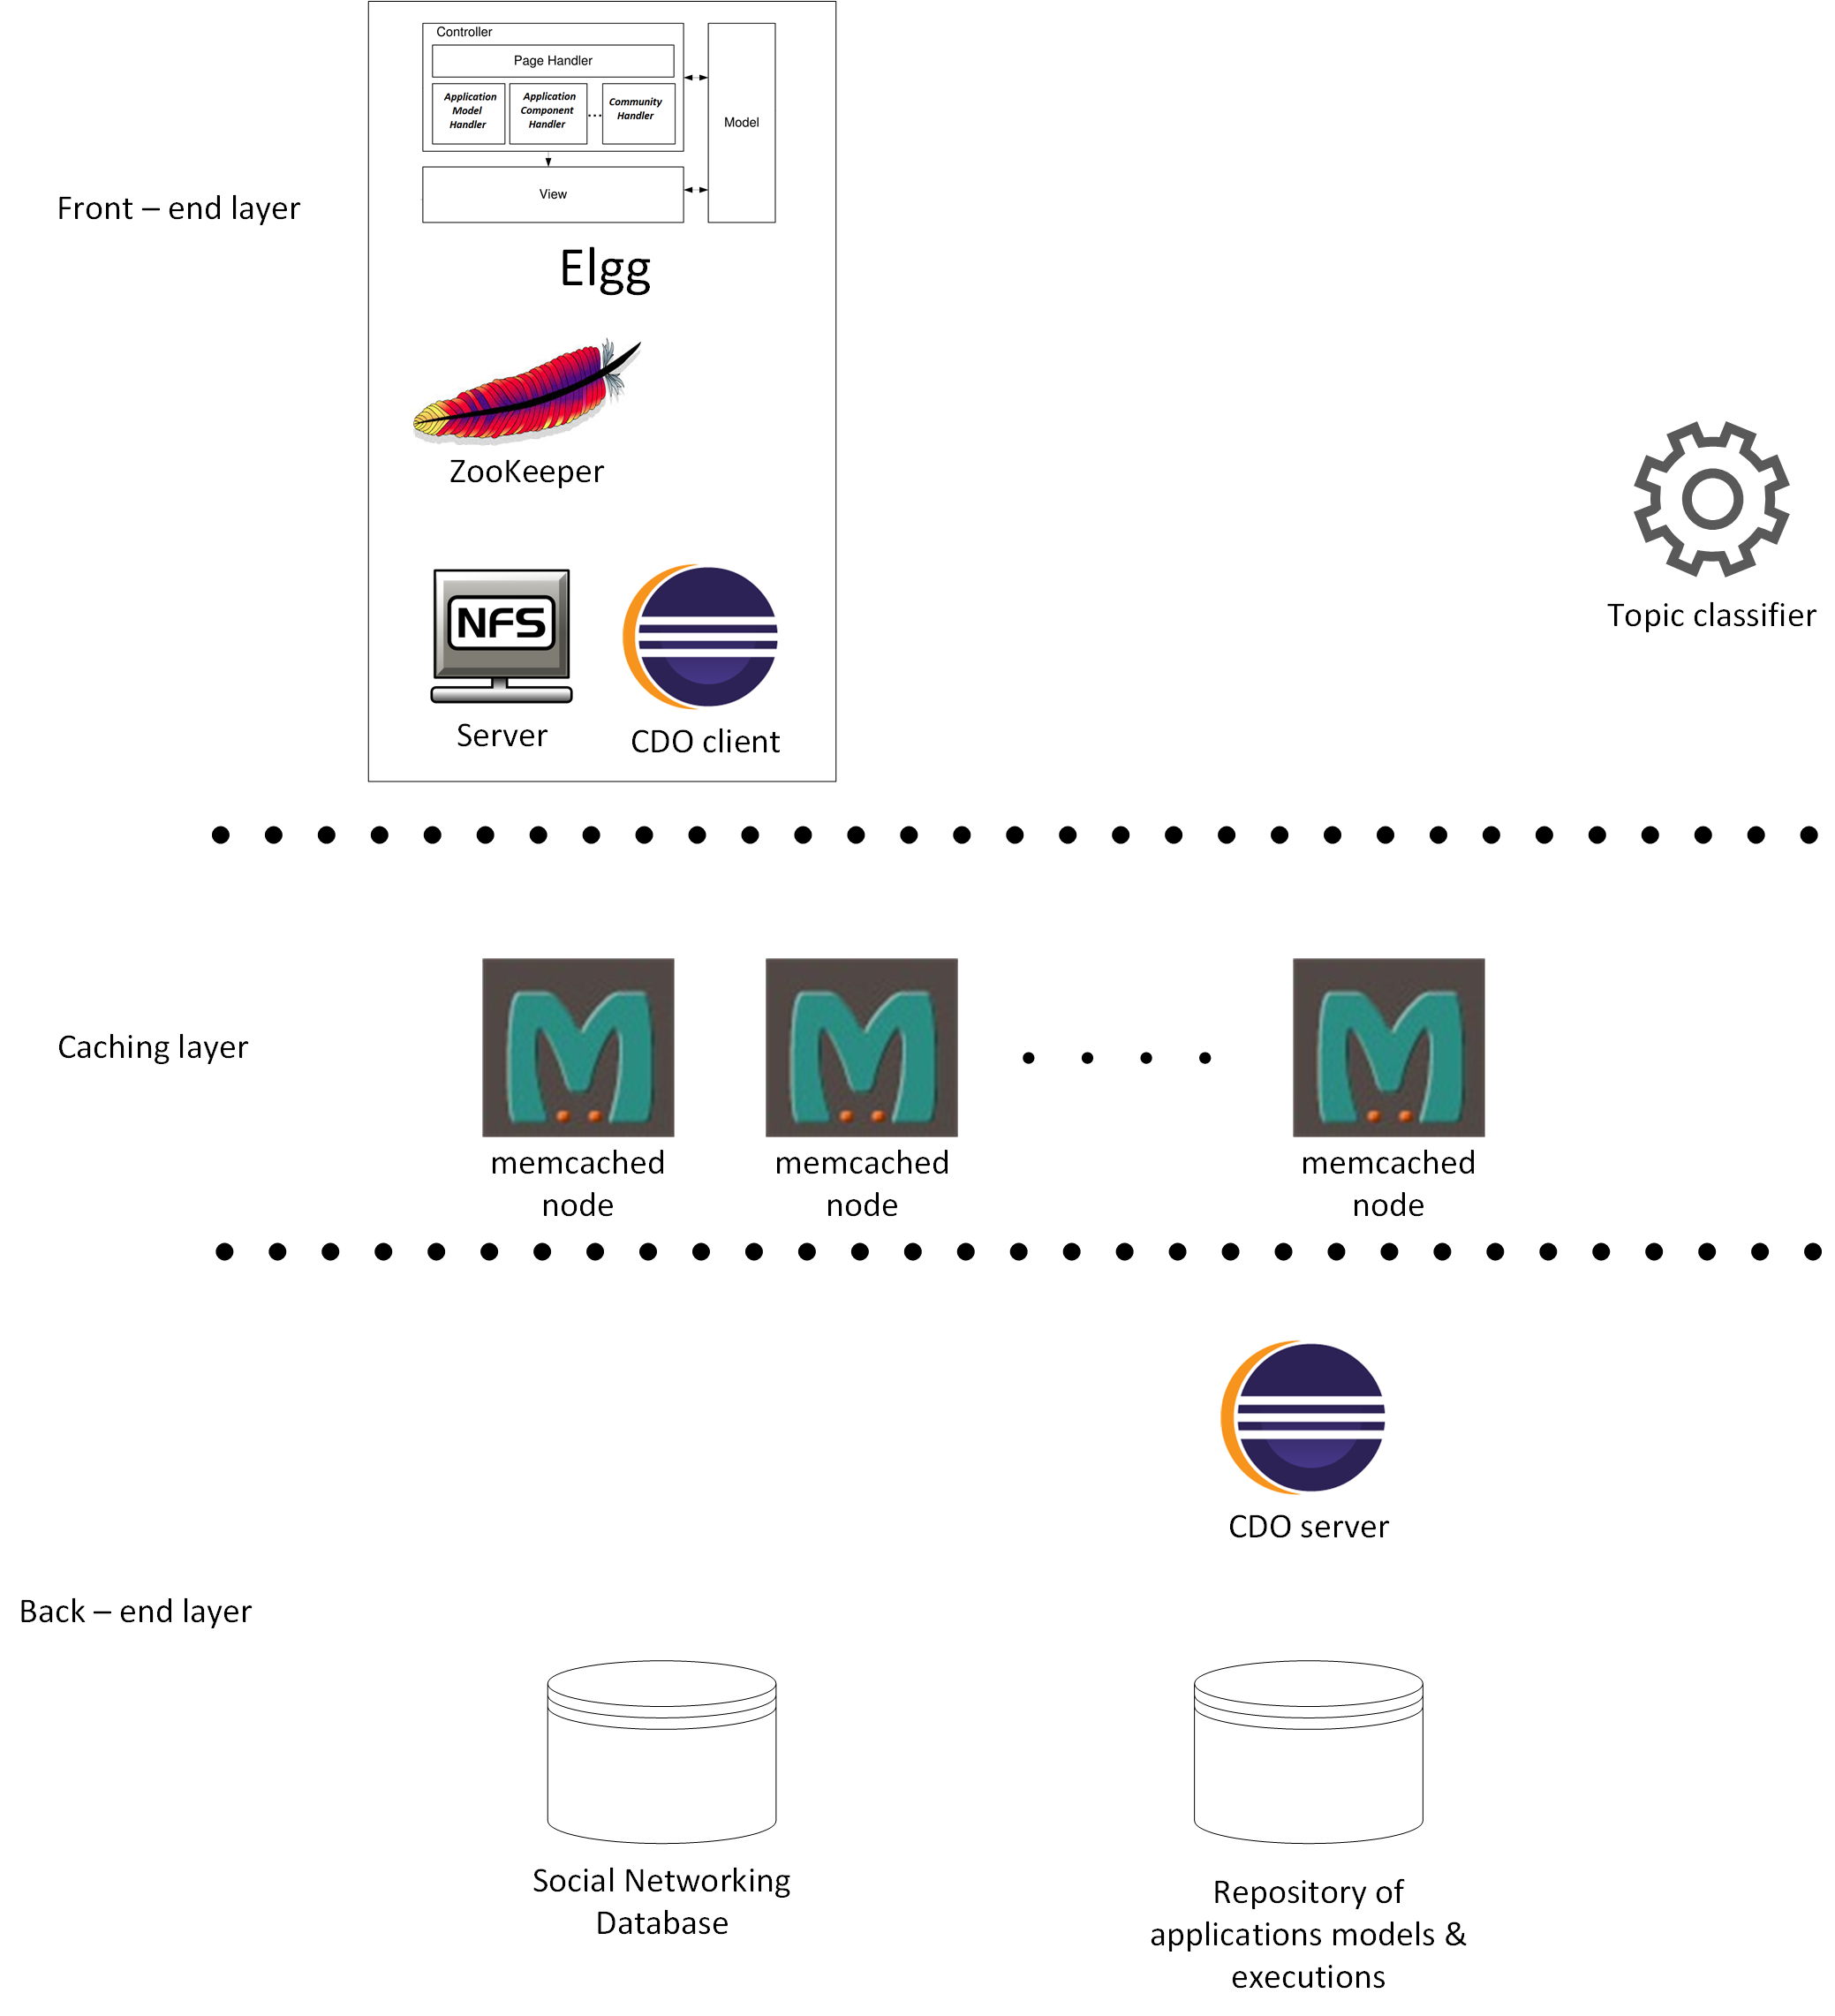 Controller
Page Handler
Application
Model
Handler
Application
Component
Handler
...
Community
Handler
Model
View
Front – end layer
Elgg
ZooKeeper
NFS
Server
CDO client
Topic classifier
Caching layer
memcached
node
memcached
node
memcached
node
CDO server
Back – end layer
Social Networking
Database
Repository of
applications models &
executions